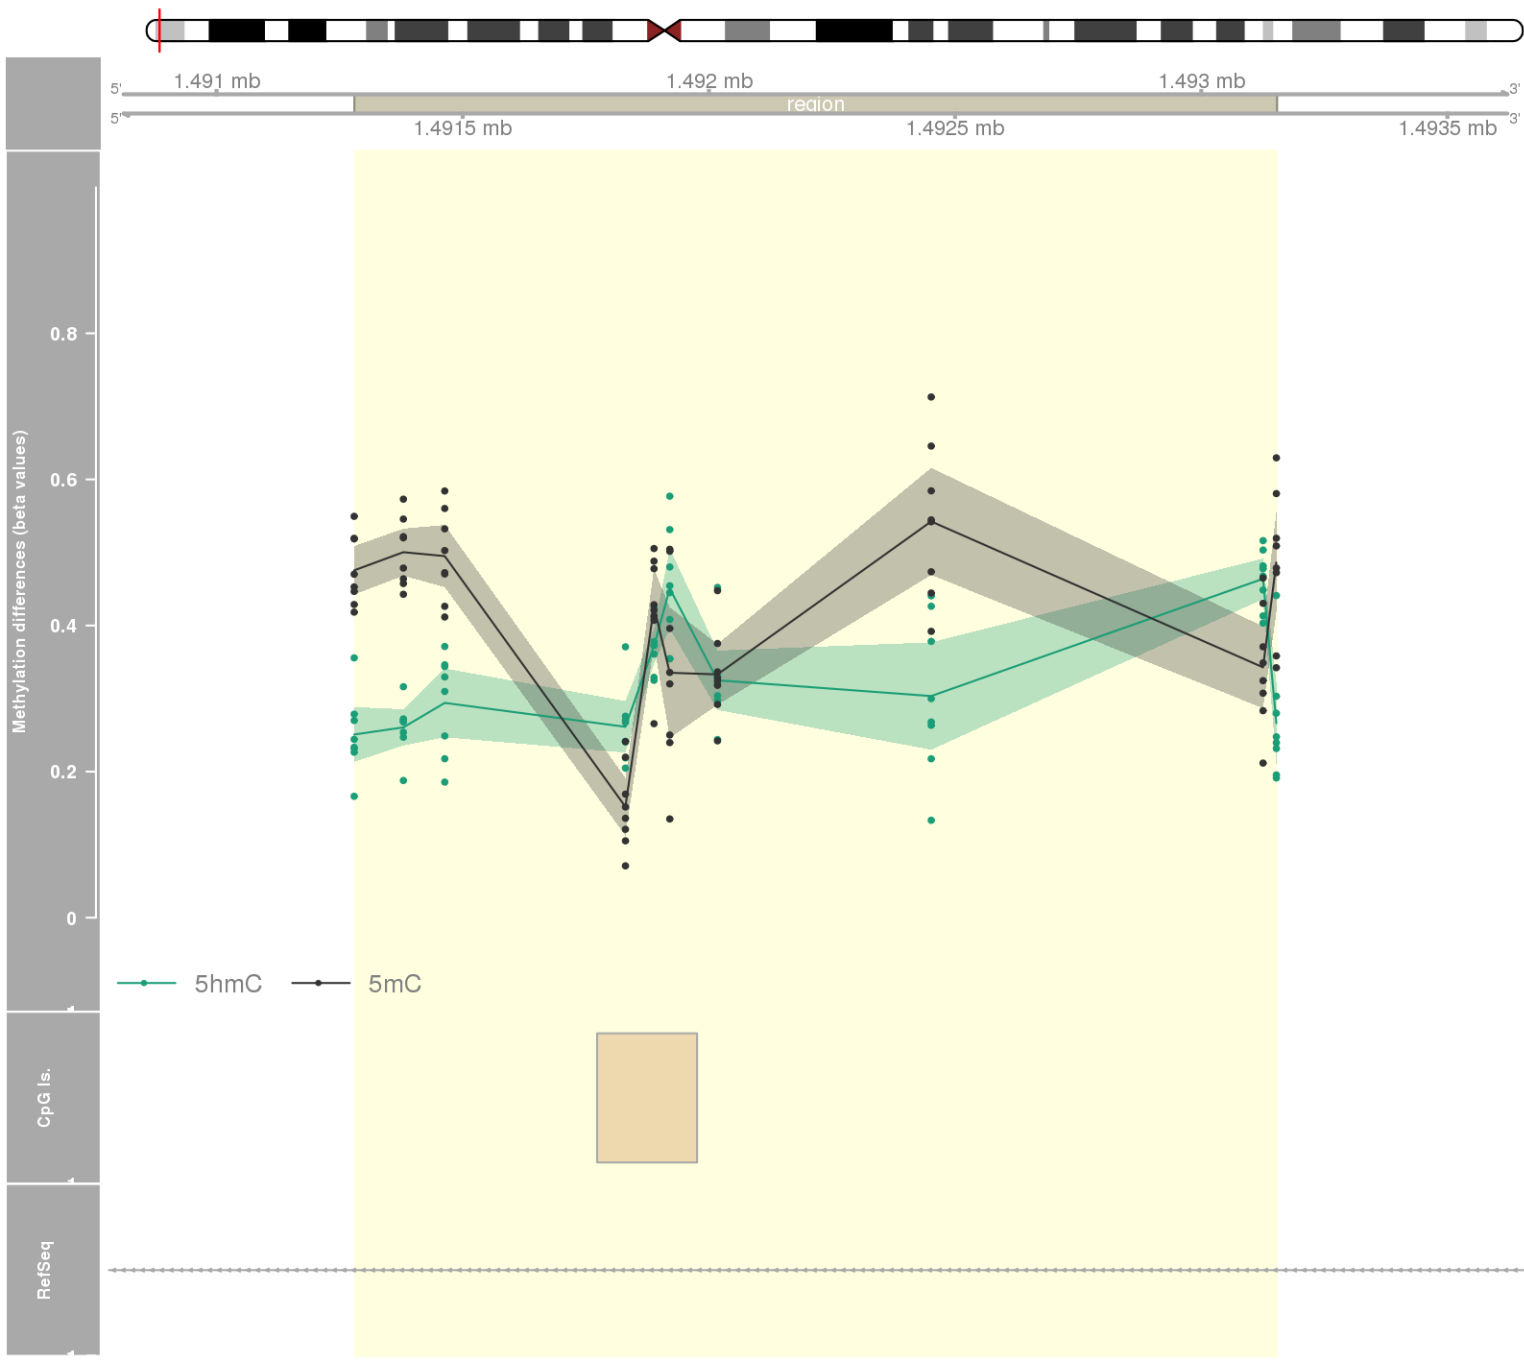 1.491 mb 1.492 mb 1.493 mb
5' 3'
region
5' 3'
1.4915 mb 1.4925 mb 1.4935 mb
Methylation differences (beta values)
0.8
0.6
0.4
0.2
0
5hmC 5mC
CpG Is.
RefSeq